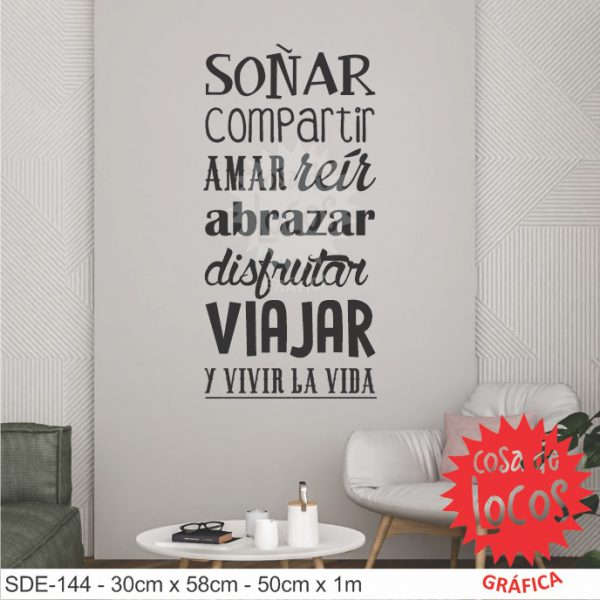 SOÑAR
compartir
AMAR reír
abrazar
disfrutar
VIAJAR
Y VIVIR LA VIDA
cosa de
Locos
GRÁFICA
SDE-144 - 30cm x 58cm - 50cm x 1m